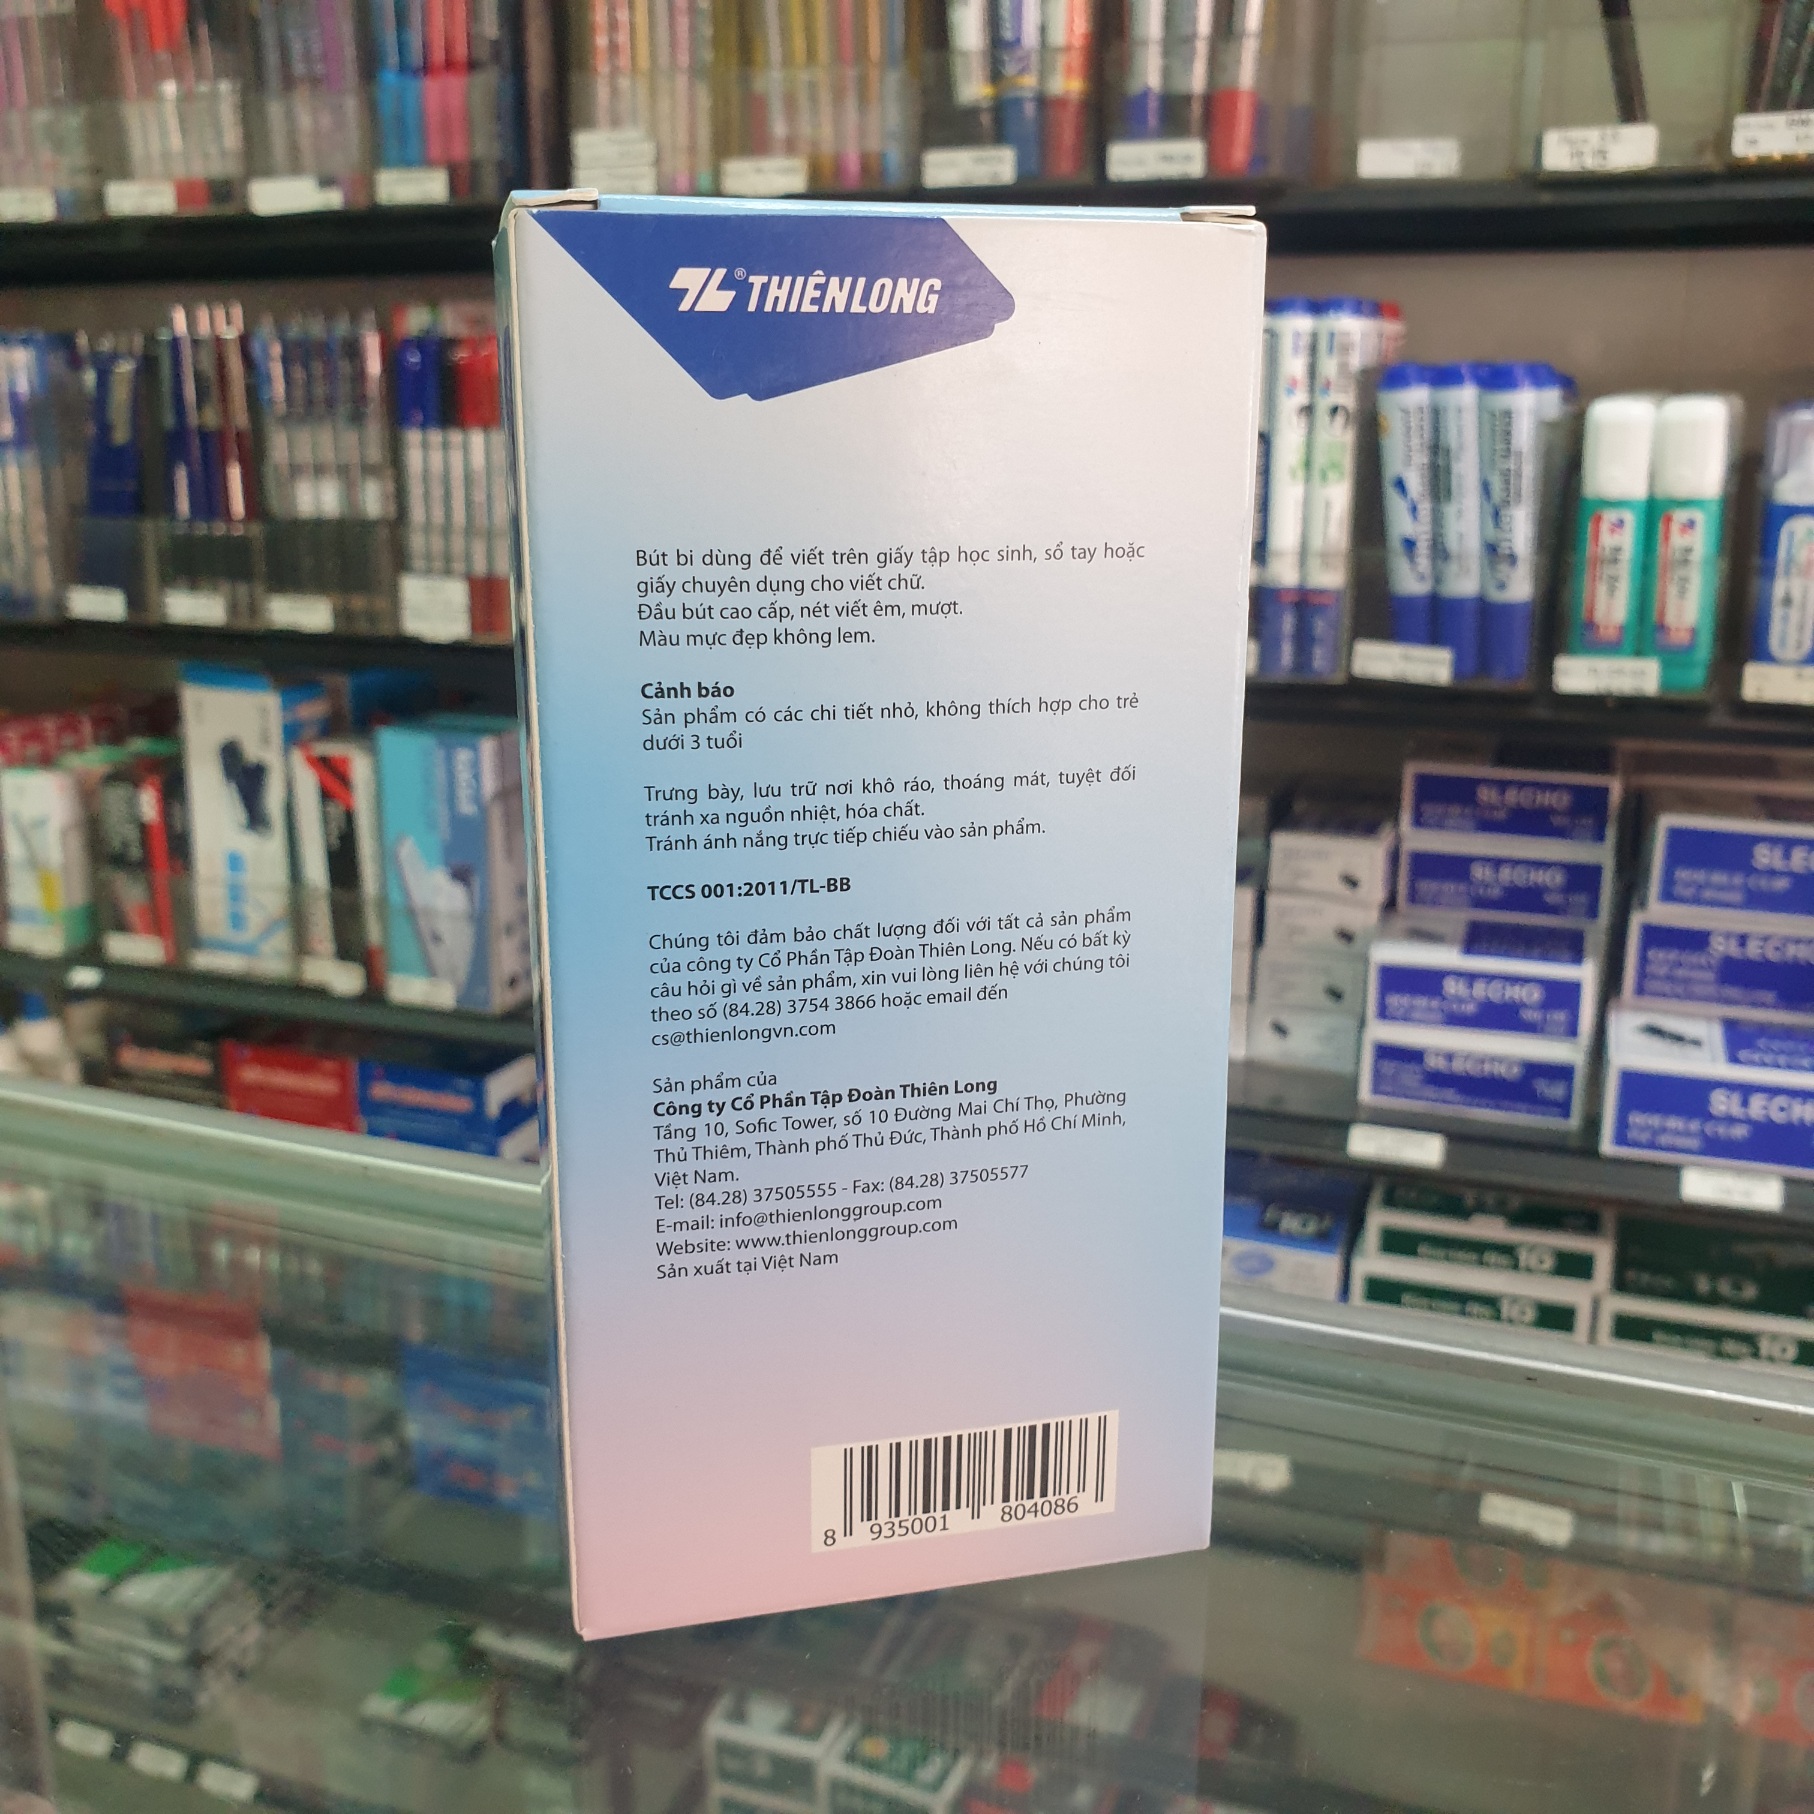 TL® THIÊN LONG
Bút bi dùng để viết trên giấy tập học sinh, sổ tay hoặc
giấy chuyên dụng cho viết chữ.
Đầu bút cao cấp, nét viết êm, mượt.
Màu mực đẹp không lem.
Cảnh báo
Sản phẩm có các chi tiết nhỏ, không thích hợp cho trẻ
dưới 3 tuổi
Trưng bày, lưu trữ nơi khô ráo, thoáng mát, tuyệt đối
tránh xa nguồn nhiệt, hóa chất.
Tránh ánh nắng trực tiếp chiếu vào sản phẩm.
TCCS 001:2011/TL-BB
Chúng tôi đảm bảo chất lượng đối với tất cả sản phẩm
của công ty Cổ Phần Tập Đoàn Thiên Long. Nếu có bất kỳ
câu hỏi gì về sản phẩm, xin vui lòng liên hệ với chúng tôi
theo số (84.28) 3754 3866 hoặc email đến
cs@thienlongvn.com
Sản phẩm của
Công ty Cổ Phần Tập Đoàn Thiên Long
Tầng 10, Sofic Tower, số 10 Đường Mai Chí Thọ, Phường
Thủ Thiêm, Thành phố Thủ Đức, Thành phố Hồ Chí Minh,
Việt Nam.
Tel: (84.28) 37505555 - Fax: (84.28) 37505577
E-mail: info@thienlonggroup.com
Website: www.thienlonggroup.com
Sản xuất tại Việt Nam
8 935001 804086
SLECHO
SLECHO
SLECHO
SLECHO
DOUBLE CLIP
10
10
10
10